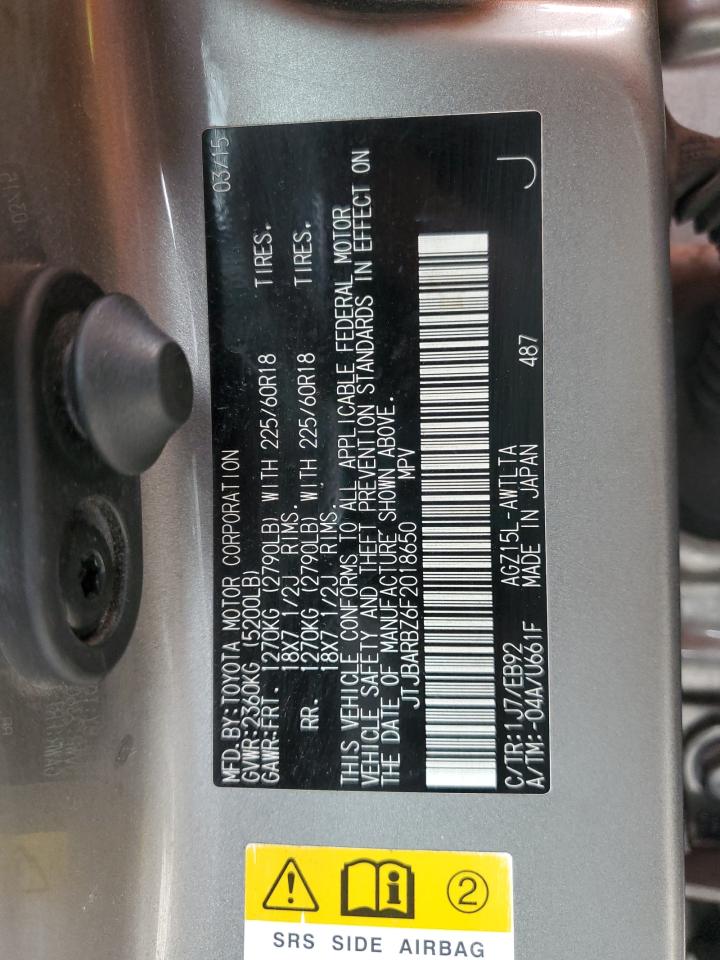 MFD.BY:TOYOTA MOTOR CORPORATION 03/15
GVWR:2360KG (5200LB)
GAWR:FRT. 1270KG (2790LB) WITH 225/60R18 TIRES,
18X7 1/2J RIMS.
RR. 1270KG (2790LB) WITH 225/60R18 TIRES,
18X7 1/2J RIMS.
THIS VEHICLE CONFORMS TO ALL APPLICABLE FEDERAL MOTOR
VEHICLE SAFETY AND THEFT PREVENTION STANDARDS IN EFFECT ON
THE DATE OF MANUFACTURE SHOWN ABOVE.
JTJBARBZ6F2018650 MPV
C/TR:1J7/EB92 AGZ15L-AWTLTA
A/TM:-04A/U661F MADE IN JAPAN 487 J
2
SRS SIDE AIRBAG